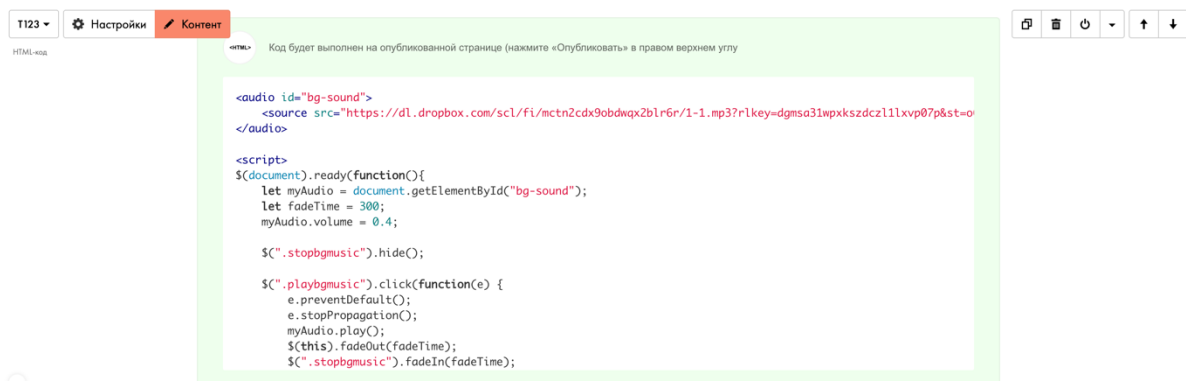 T123 Настройки Контент
HTML-код
<HTML> Код будет выполнен на опубликованной странице (нажмите «Опубликовать» в правом верхнем углу
<audio id="bg-sound">
<source src="https://dl.dropbox.com/scl/fi/mctn2cdx9obdwqx2blr6r/1-1.mp3?rlkey=dgmsa31wpxkszdczl1lxvp07p&st=o
</audio>
<script>
$(document).ready(function(){
let myAudio = document.getElementById("bg-sound");
let fadeTime = 300;
myAudio.volume = 0.4;
$(".stopbgmusic").hide();
$(".playbgmusic").click(function(e) {
e.preventDefault();
e.stopPropagation();
myAudio.play();
$(this).fadeOut(fadeTime);
$(".stopbgmusic").fadeIn(fadeTime);